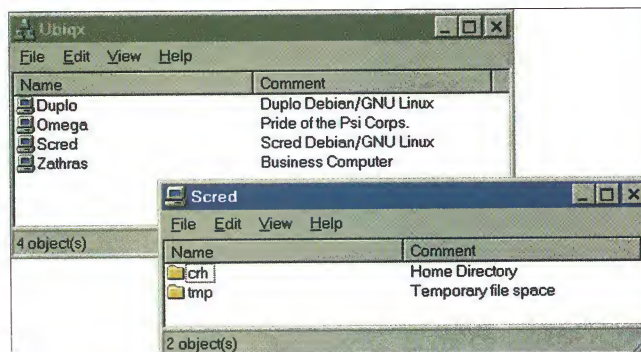 Ubiqx
File Edit View Help
Name Comment
Duplo Duplo Debian/GNU Linux
Omega Pride of the Psi Corps.
Scred Scred Debian/GNU Linux
Zathras Business Computer
4 object(s)
Scred
File Edit View Help
Name Comment
crh Home Directory
tmp Temporary file space
2 object(s)